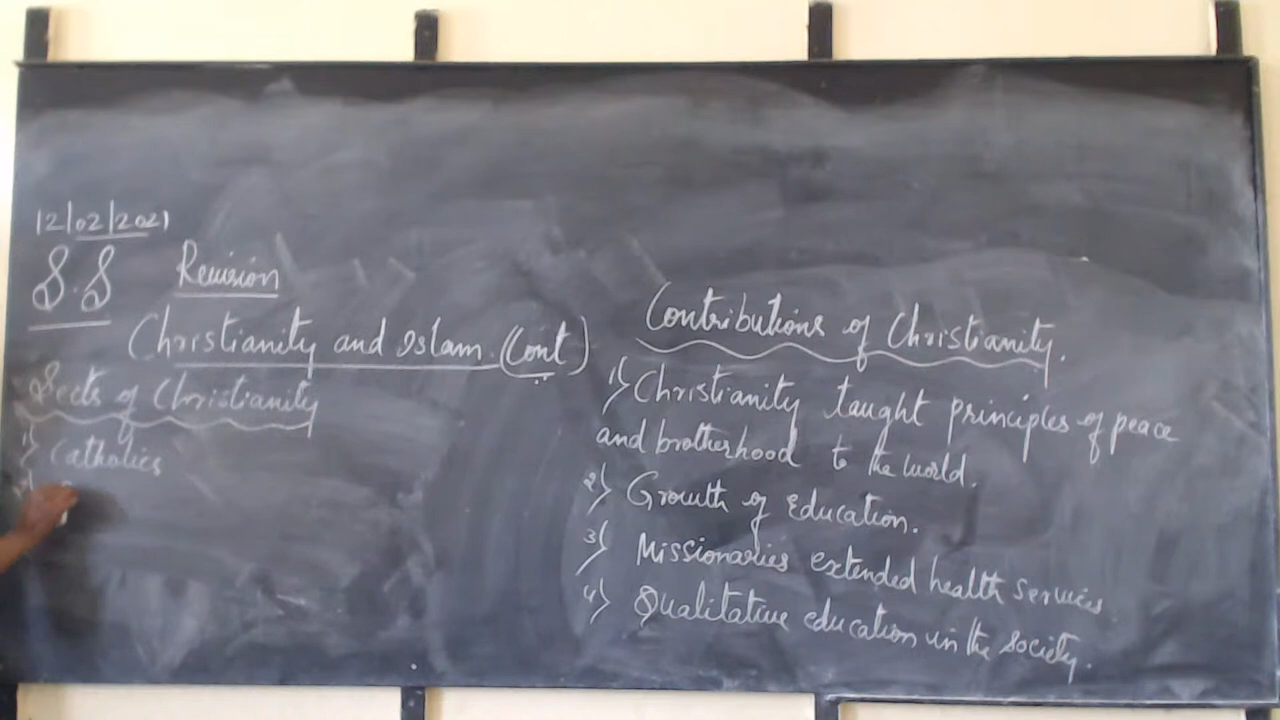 12/02/2021
S.S Revision
Christianity and Islam (Cont)
Sects of Christianity
1) Catholics
2)
Contributions of Christianity.
1) Christianity taught principles of peace
and brotherhood to the world.
2) Growth of Education.
3) Missionaries extended health services
4) Qualitative education in the society.